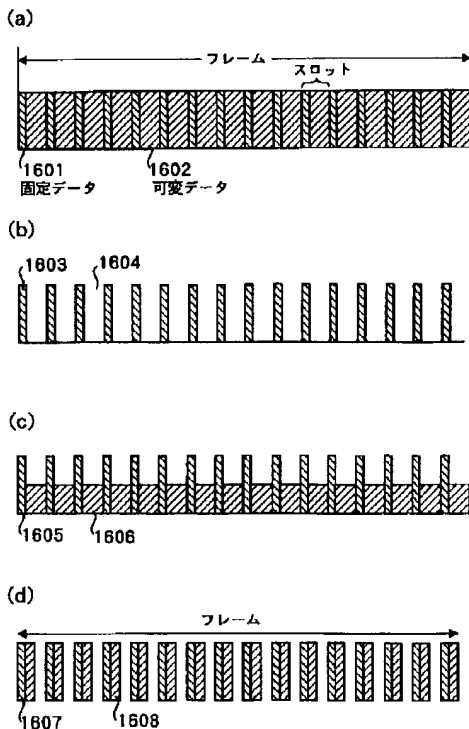 (a)
フレーム
スロット
1601 1602
固定データ 可変データ
(b)
1603 1604
(c)
1605 1606
(d)
フレーム
1607 1608